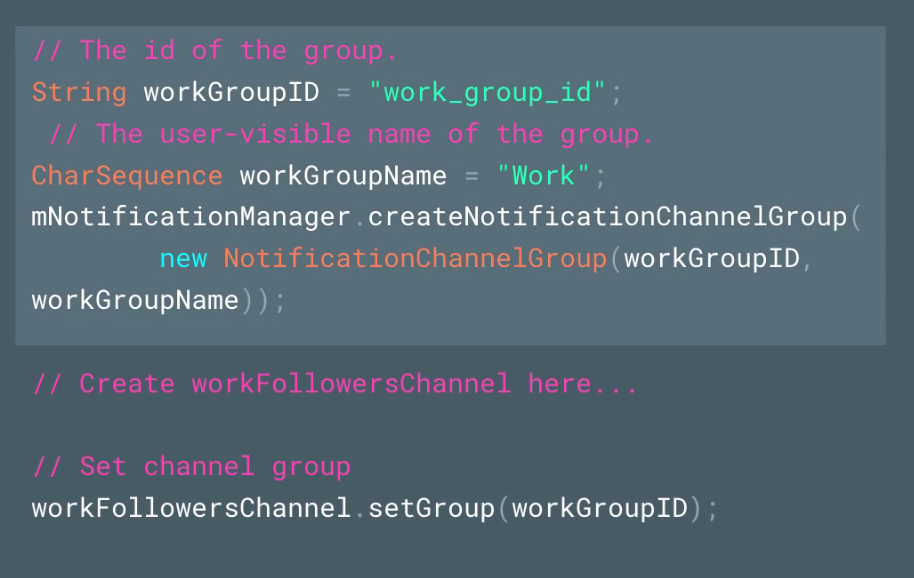 // The id of the group.
String workGroupID = "work_group_id";
// The user-visible name of the group.
CharSequence workGroupName = "Work";
mNotificationManager.createNotificationChannelGroup(
new NotificationChannelGroup(workGroupID,
workGroupName));
// Create workFollowersChannel here...
// Set channel group
workFollowersChannel.setGroup(workGroupID);